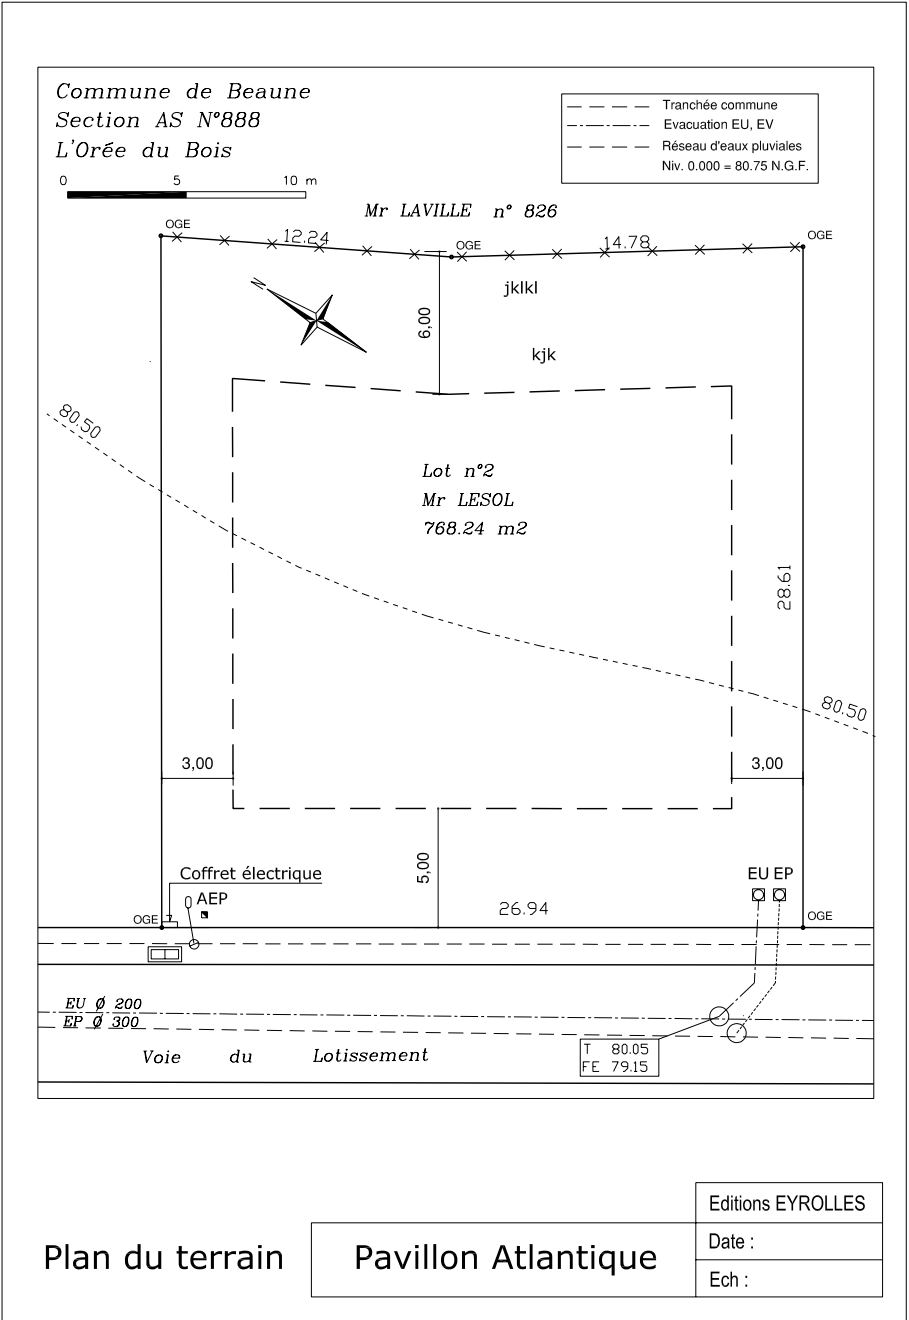 Commune de Beaune
Section AS N°888
L'Orée du Bois
0 5 10 m
Tranchée commune
Evacuation EU, EV
Réseau d'eaux pluviales
Niv. 0.000 = 80.75 N.G.F.
Mr LAVILLE n° 826
OGE
12.24
OGE
14.78
OGE
N
jklkl
6,00
kjk
80.50
Lot n°2
Mr LESOL
768.24 m2
28.61
80.50
3,00
3,00
5,00
Coffret électrique
AEP
EU EP
26.94
OGE
OGE
EU Ø 200
EP Ø 300
Voie du Lotissement
T 80.05
FE 79.15
Plan du terrain
Pavillon Atlantique
Editions EYROLLES
Date :
Ech :